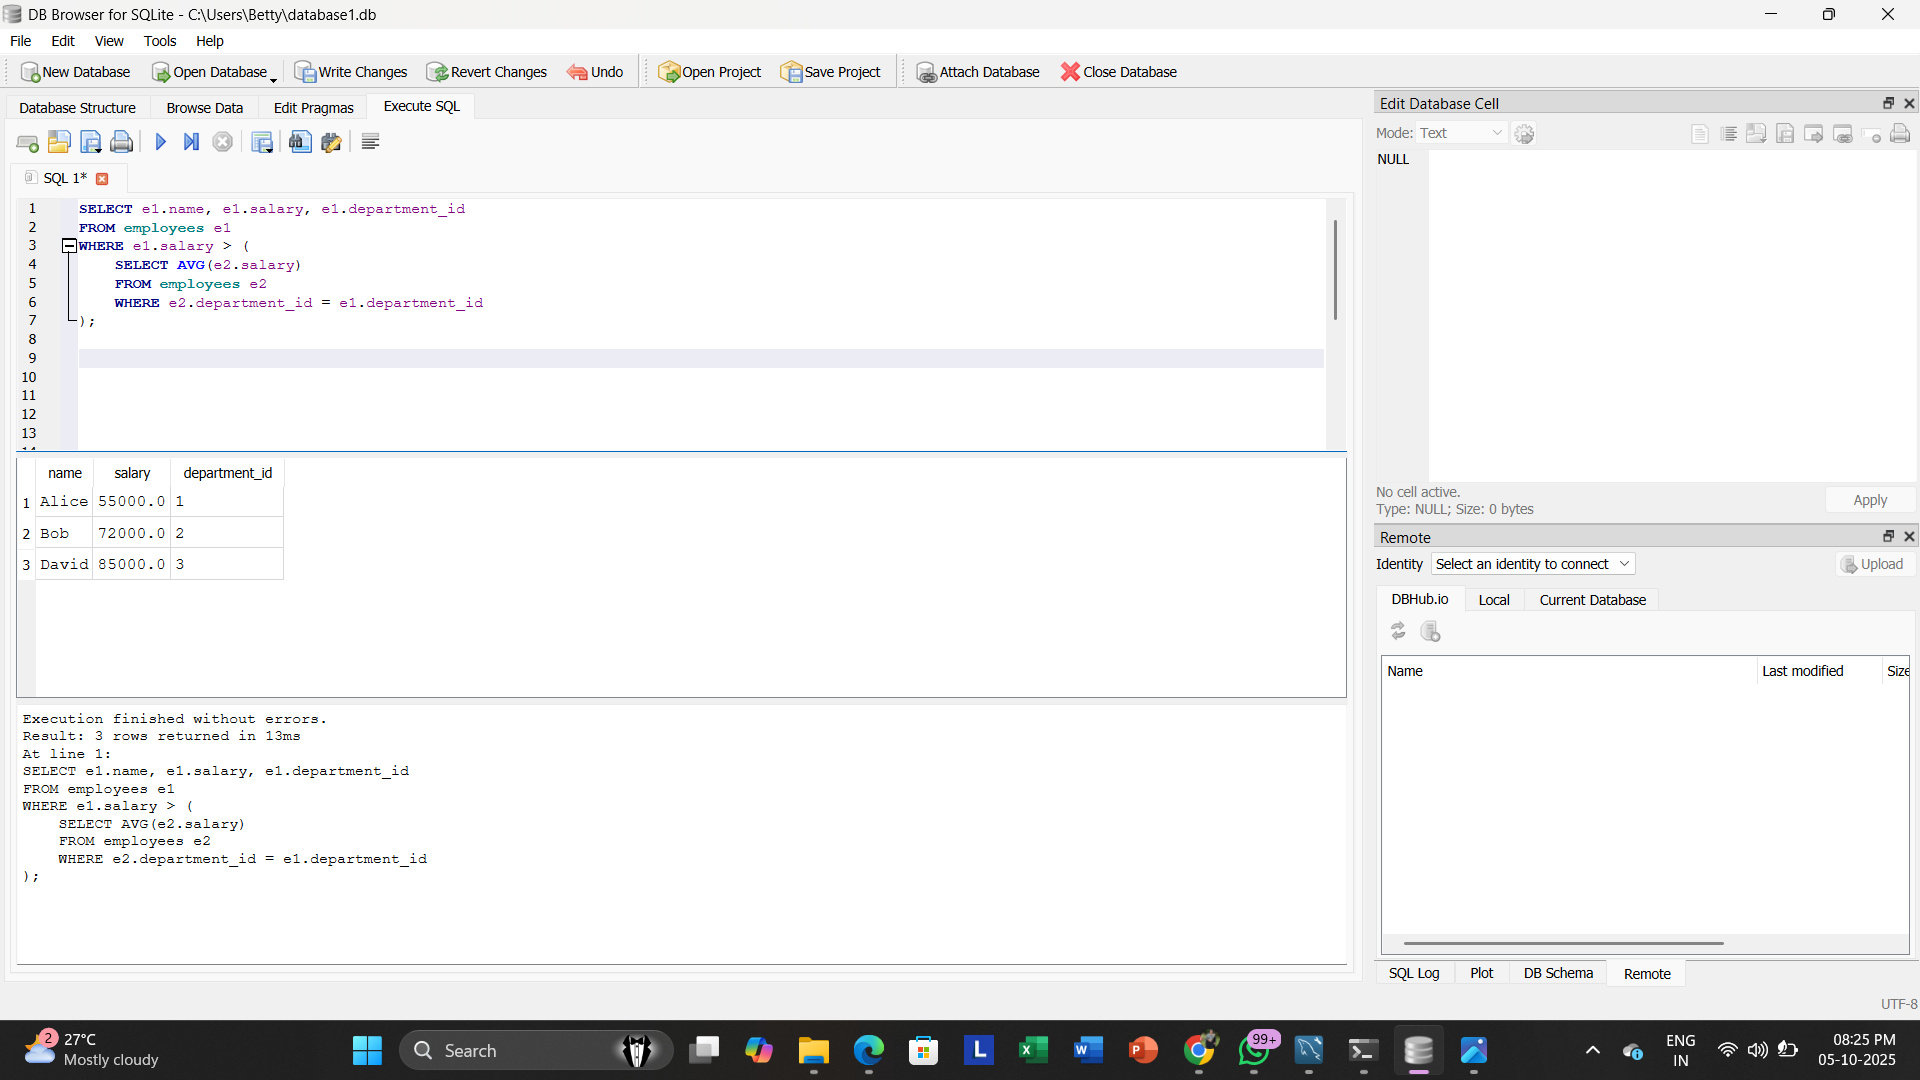 DB Browser for SQLite - C:\Users\Betty\database1.db
File Edit View Tools Help
New Database Open Database Write Changes Revert Changes Undo Open Project Save Project Attach Database Close Database
Database Structure Browse Data Edit Pragmas Execute SQL
SQL 1*
1 SELECT e1.name, e1.salary, e1.department_id
2 FROM employees e1
3 WHERE e1.salary > (
4 SELECT AVG(e2.salary)
5 FROM employees e2
6 WHERE e2.department_id = e1.department_id
7 );
8
9
10
11
12
13
name salary department_id
1 Alice 55000.0 1
2 Bob 72000.0 2
3 David 85000.0 3
Execution finished without errors.
Result: 3 rows returned in 13ms
At line 1:
SELECT e1.name, e1.salary, e1.department_id
FROM employees e1
WHERE e1.salary > (
SELECT AVG(e2.salary)
FROM employees e2
WHERE e2.department_id = e1.department_id
);
Edit Database Cell
Mode: Text
NULL
No cell active.
Type: NULL; Size: 0 bytes
Apply
Remote
Identity Select an identity to connect Upload
DBHub.io Local Current Database
Name Last modified Size
SQL Log Plot DB Schema Remote
UTF-8
2
27°C
Mostly cloudy
Search
L
99+
ENG
IN
08:25 PM
05-10-2025